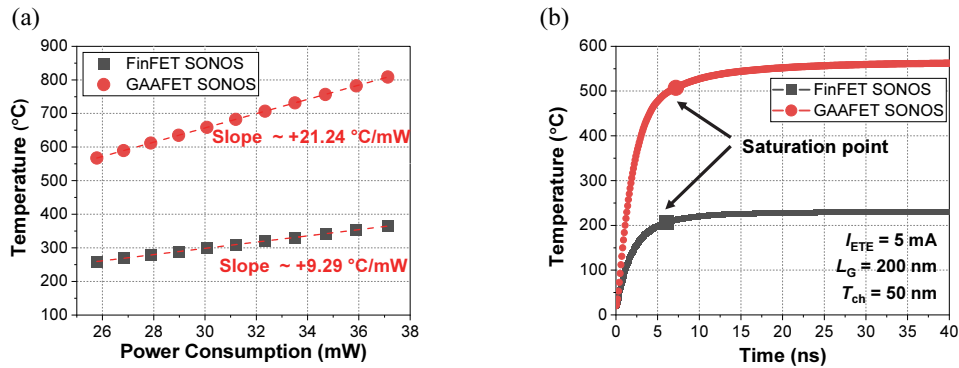 (a)
900
800
700
600
500
400
300
200
100
Temperature (°C)
FinFET SONOS
GAAFET SONOS
Slope ~ +21.24 °C/mW
Slope ~ +9.29 °C/mW
26 28 30 32 34 36 38
Power Consumption (mW)
(b)
600
500
400
300
200
100
0
Temperature (°C)
FinFET SONOS
GAAFET SONOS
Saturation point
I_ETE = 5 mA
L_G = 200 nm
T_ch = 50 nm
0 5 10 15 20 25 30 35 40
Time (ns)